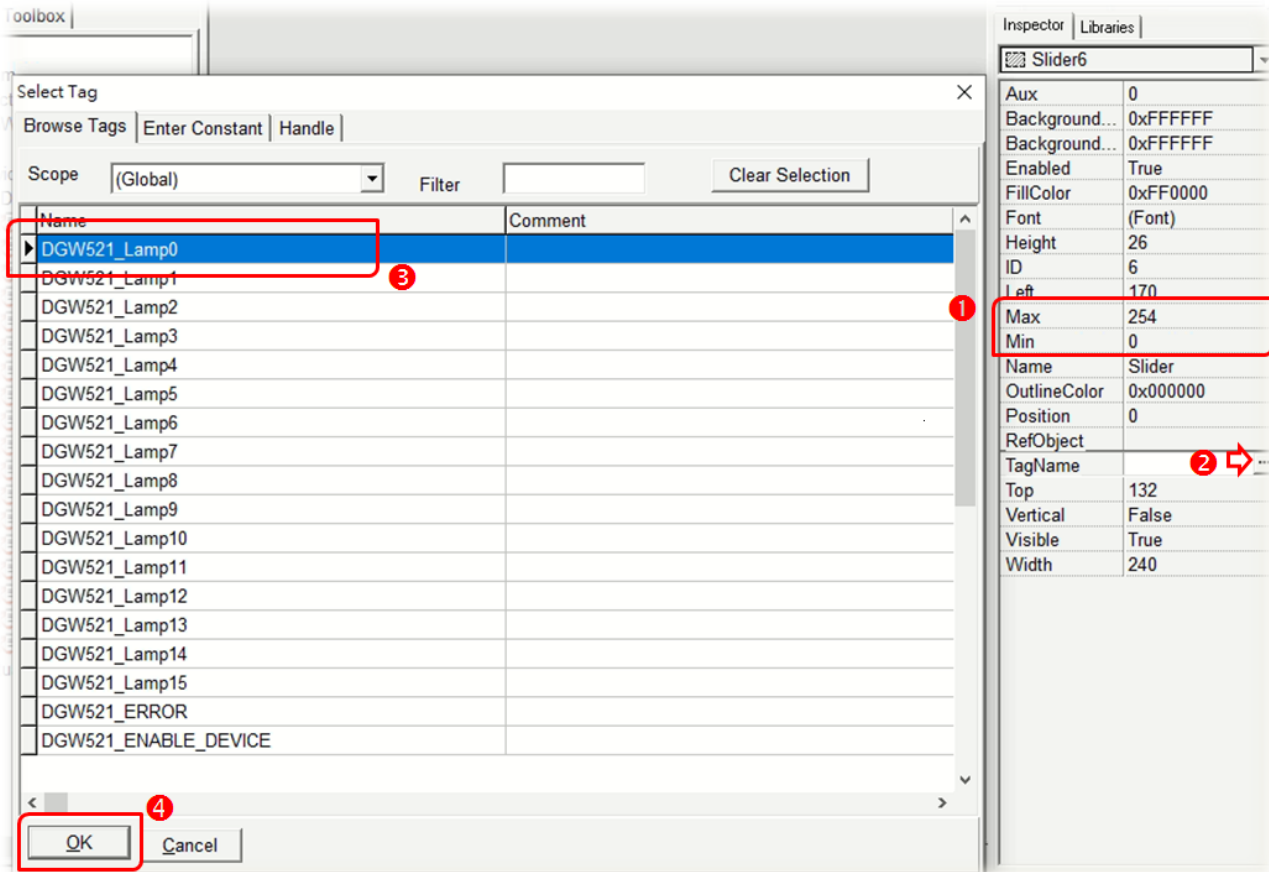 Toolbox
Select Tag
Browse Tags Enter Constant Handle
Scope (Global) Filter Clear Selection
Name Comment
DGW521_Lamp0
3
DGW521_Lamp1
DGW521_Lamp2
DGW521_Lamp3
DGW521_Lamp4
DGW521_Lamp5
DGW521_Lamp6
DGW521_Lamp7
DGW521_Lamp8
DGW521_Lamp9
DGW521_Lamp10
DGW521_Lamp11
DGW521_Lamp12
DGW521_Lamp13
DGW521_Lamp14
DGW521_Lamp15
DGW521_ERROR
DGW521_ENABLE_DEVICE
4
OK Cancel
Inspector Libraries
Slider6
Aux 0
Background... 0xFFFFFF
Background... 0xFFFFFF
Enabled True
FillColor 0xFF0000
Font (Font)
Height 26
ID 6
Left 170
1
Max 254
Min 0
Name Slider
OutlineColor 0x000000
Position 0
RefObject
TagName 2 ...
Top 132
Vertical False
Visible True
Width 240